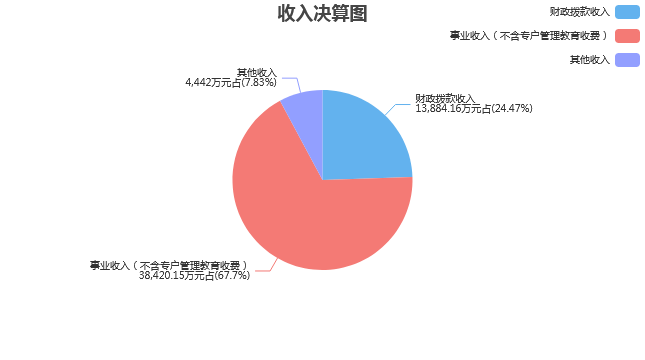 收入决算图
财政拨款收入
事业收入（不含专户管理教育收费）
其他收入
其他收入
4,442万元占(7.83%)
财政拨款收入
13,884.16万元占(24.47%)
事业收入（不含专户管理教育收费）
38,420.15万元占(67.7%)